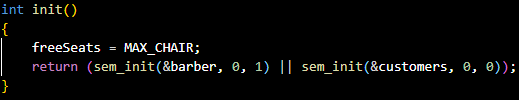 int init()
{
    freeSeats = MAX_CHAIR;
    return (sem_init(&barber, 0, 1) || sem_init(&customers, 0, 0));
}